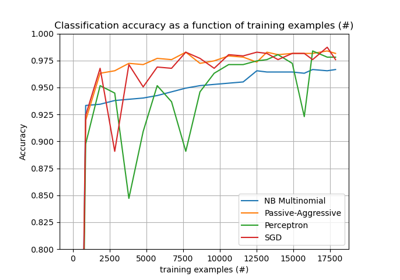 Classification accuracy as a function of training examples (#)
1.000
0.975
0.950
0.925
0.900
0.875
0.850
0.825
0.800
Accuracy
NB Multinomial
Passive-Aggressive
Perceptron
SGD
0 2500 5000 7500 10000 12500 15000 17500
training examples (#)